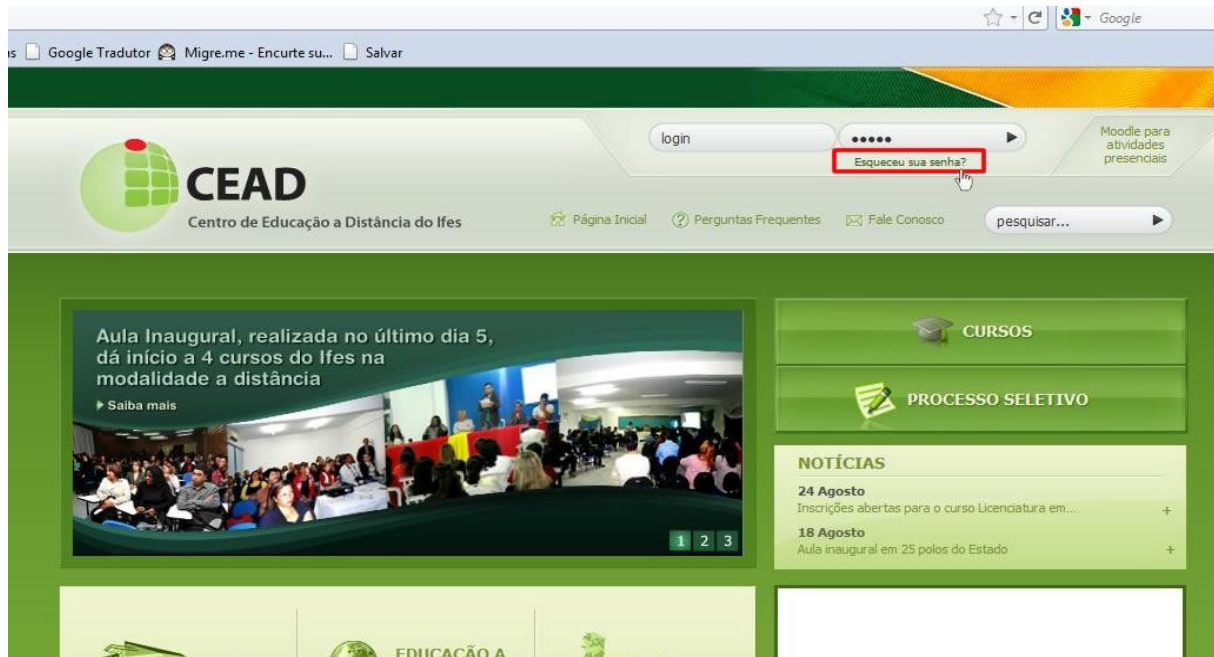 Google
Google Tradutor Migre.me - Encurte su... Salvar
login •••••
Esqueceu sua senha?
Moodle para
atividades
presenciais
CEAD
Centro de Educação a Distância do Ifes
Página Inicial Perguntas Frequentes Fale Conosco pesquisar...
Aula Inaugural, realizada no último dia 5,
dá início a 4 cursos do Ifes na
modalidade a distância
Saiba mais
1 2 3
CURSOS
PROCESSO SELETIVO
NOTÍCIAS
24 Agosto
Inscrições abertas para o curso Licenciatura em... +
18 Agosto
Aula inaugural em 25 polos do Estado +
EDUCAÇÃO A